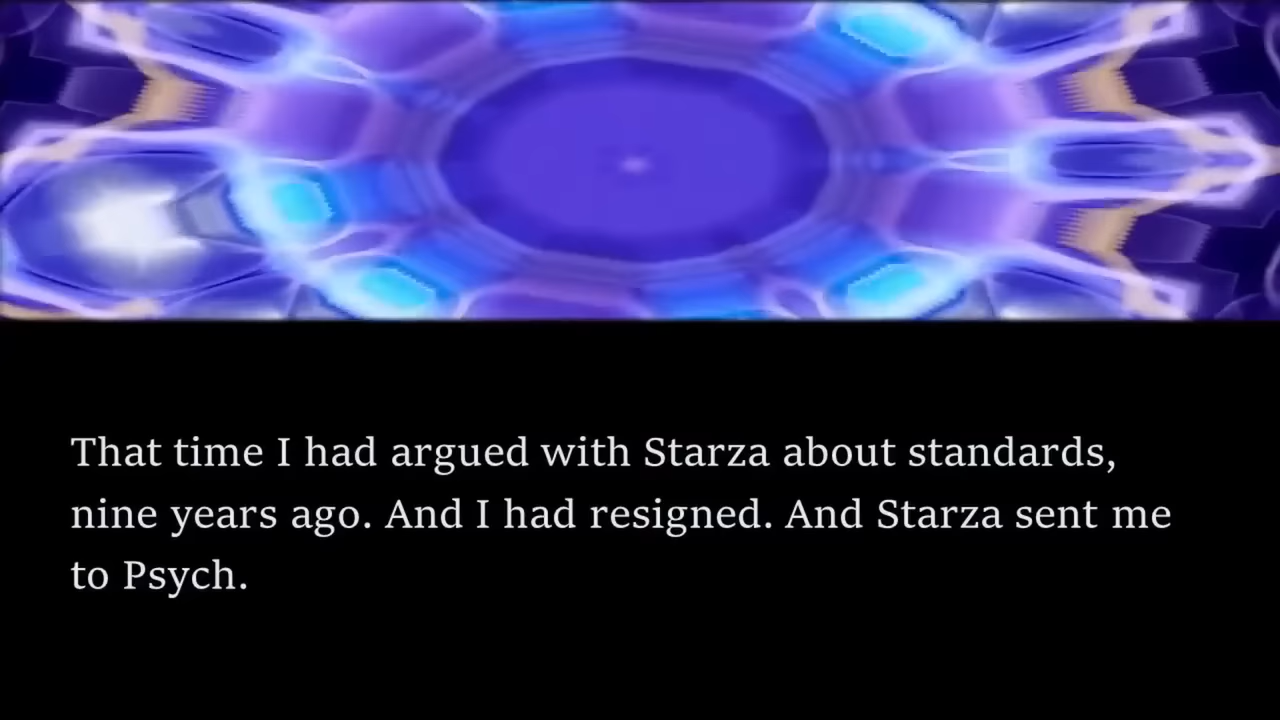 That time I had argued with Starza about standards,
nine years ago. And I had resigned. And Starza sent me
to Psych.